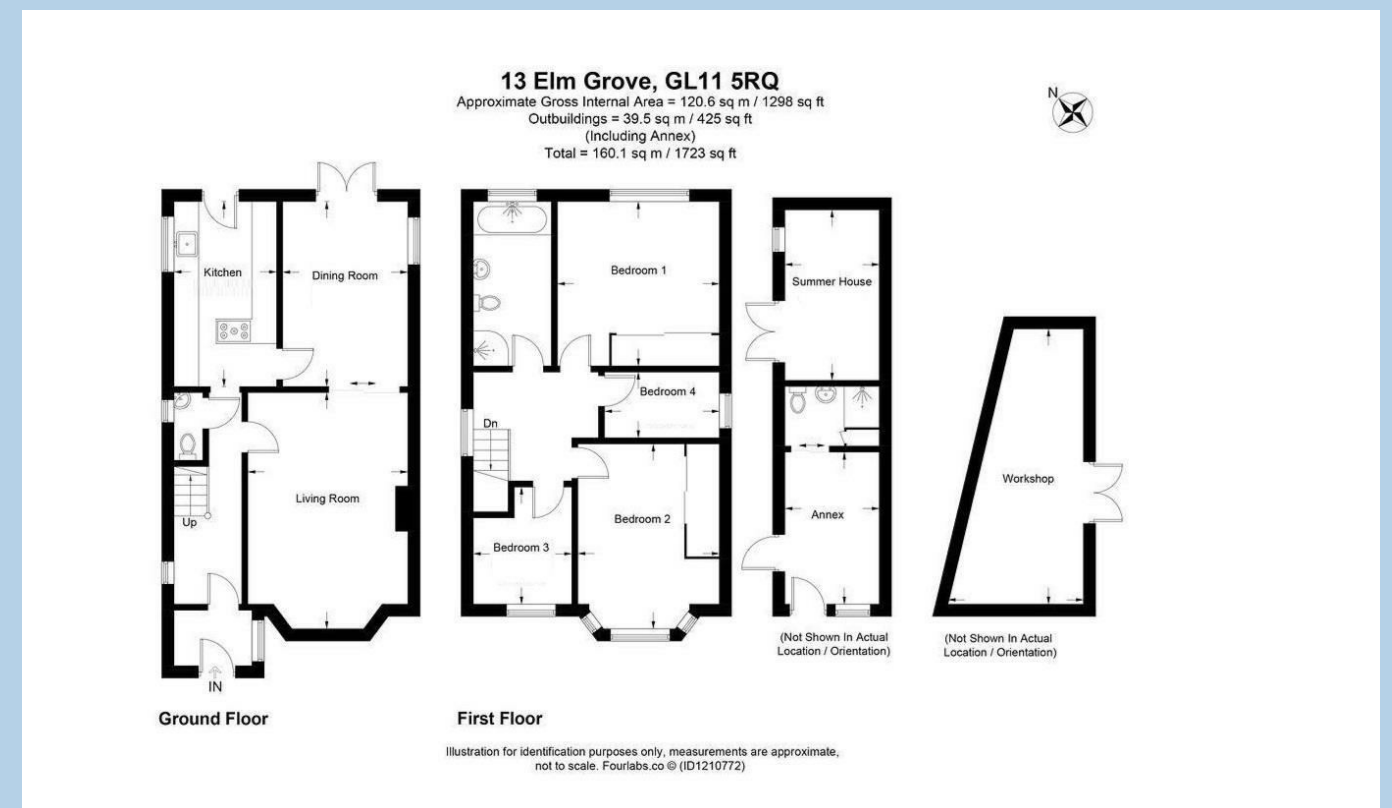 13 Elm Grove, GL11 5RQ
Approximate Gross Internal Area = 120.6 sq m / 1298 sq ft
Outbuildings = 39.5 sq m / 425 sq ft
(Including Annex)
Total = 160.1 sq m / 1723 sq ft
N
Kitchen
Dining Room
Living Room
Up
IN
Ground Floor
Bedroom 1
Bedroom 4
Dn
Bedroom 2
Bedroom 3
First Floor
Summer House
Annex
(Not Shown In Actual
Location / Orientation)
Workshop
(Not Shown In Actual
Location / Orientation)
Illustration for identification purposes only, measurements are approximate,
not to scale. Fourlabs.co © (ID1210772)